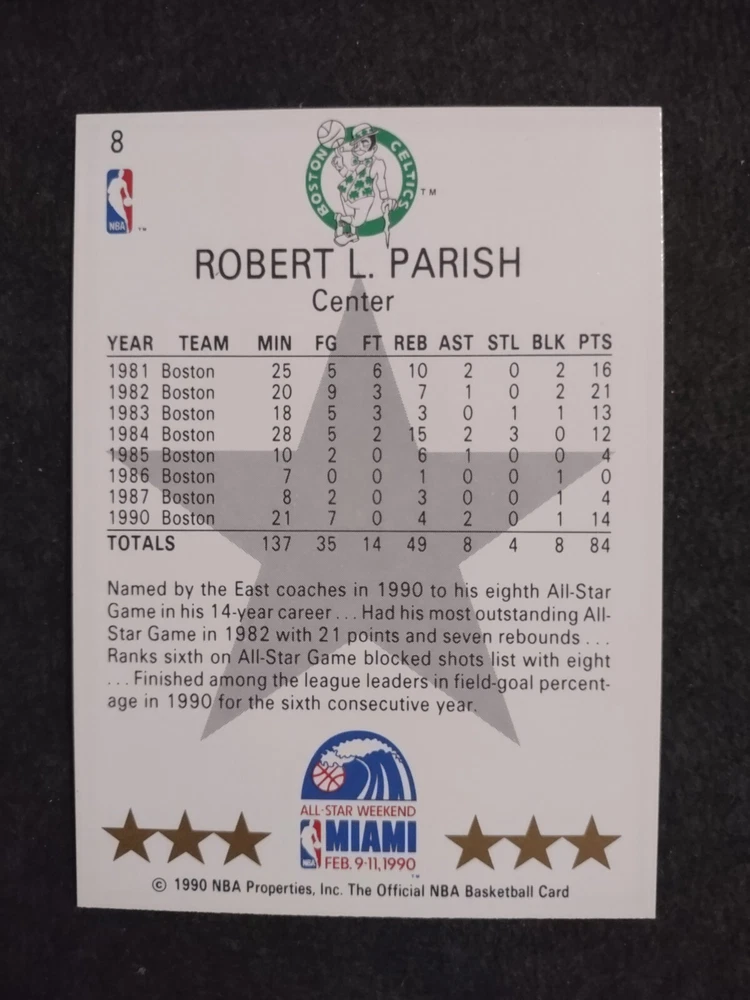 8
BOSTON CELTICS
TM
NBA
TM
ROBERT L. PARISH
Center
YEAR TEAM MIN FG FT REB AST STL BLK PTS
1981 Boston 25 5 6 10 2 0 2 16
1982 Boston 20 9 3 7 1 0 2 21
1983 Boston 18 5 3 3 0 1 1 13
1984 Boston 28 5 2 15 2 3 0 12
1985 Boston 10 2 0 6 1 0 0 4
1986 Boston 7 0 0 1 0 0 1 0
1987 Boston 8 2 0 3 0 0 1 4
1990 Boston 21 7 0 4 2 0 1 14
TOTALS 137 35 14 49 8 4 8 84
Named by the East coaches in 1990 to his eighth All-Star
Game in his 14-year career . . . Had his most outstanding All-
Star Game in 1982 with 21 points and seven rebounds . . .
Ranks sixth on All-Star Game blocked shots list with eight
. . . Finished among the league leaders in field-goal percent-
age in 1990 for the sixth consecutive year.
ALL-STAR WEEKEND
MIAMI
NBA FEB. 9-11, 1990
TM
© 1990 NBA Properties, Inc. The Official NBA Basketball Card